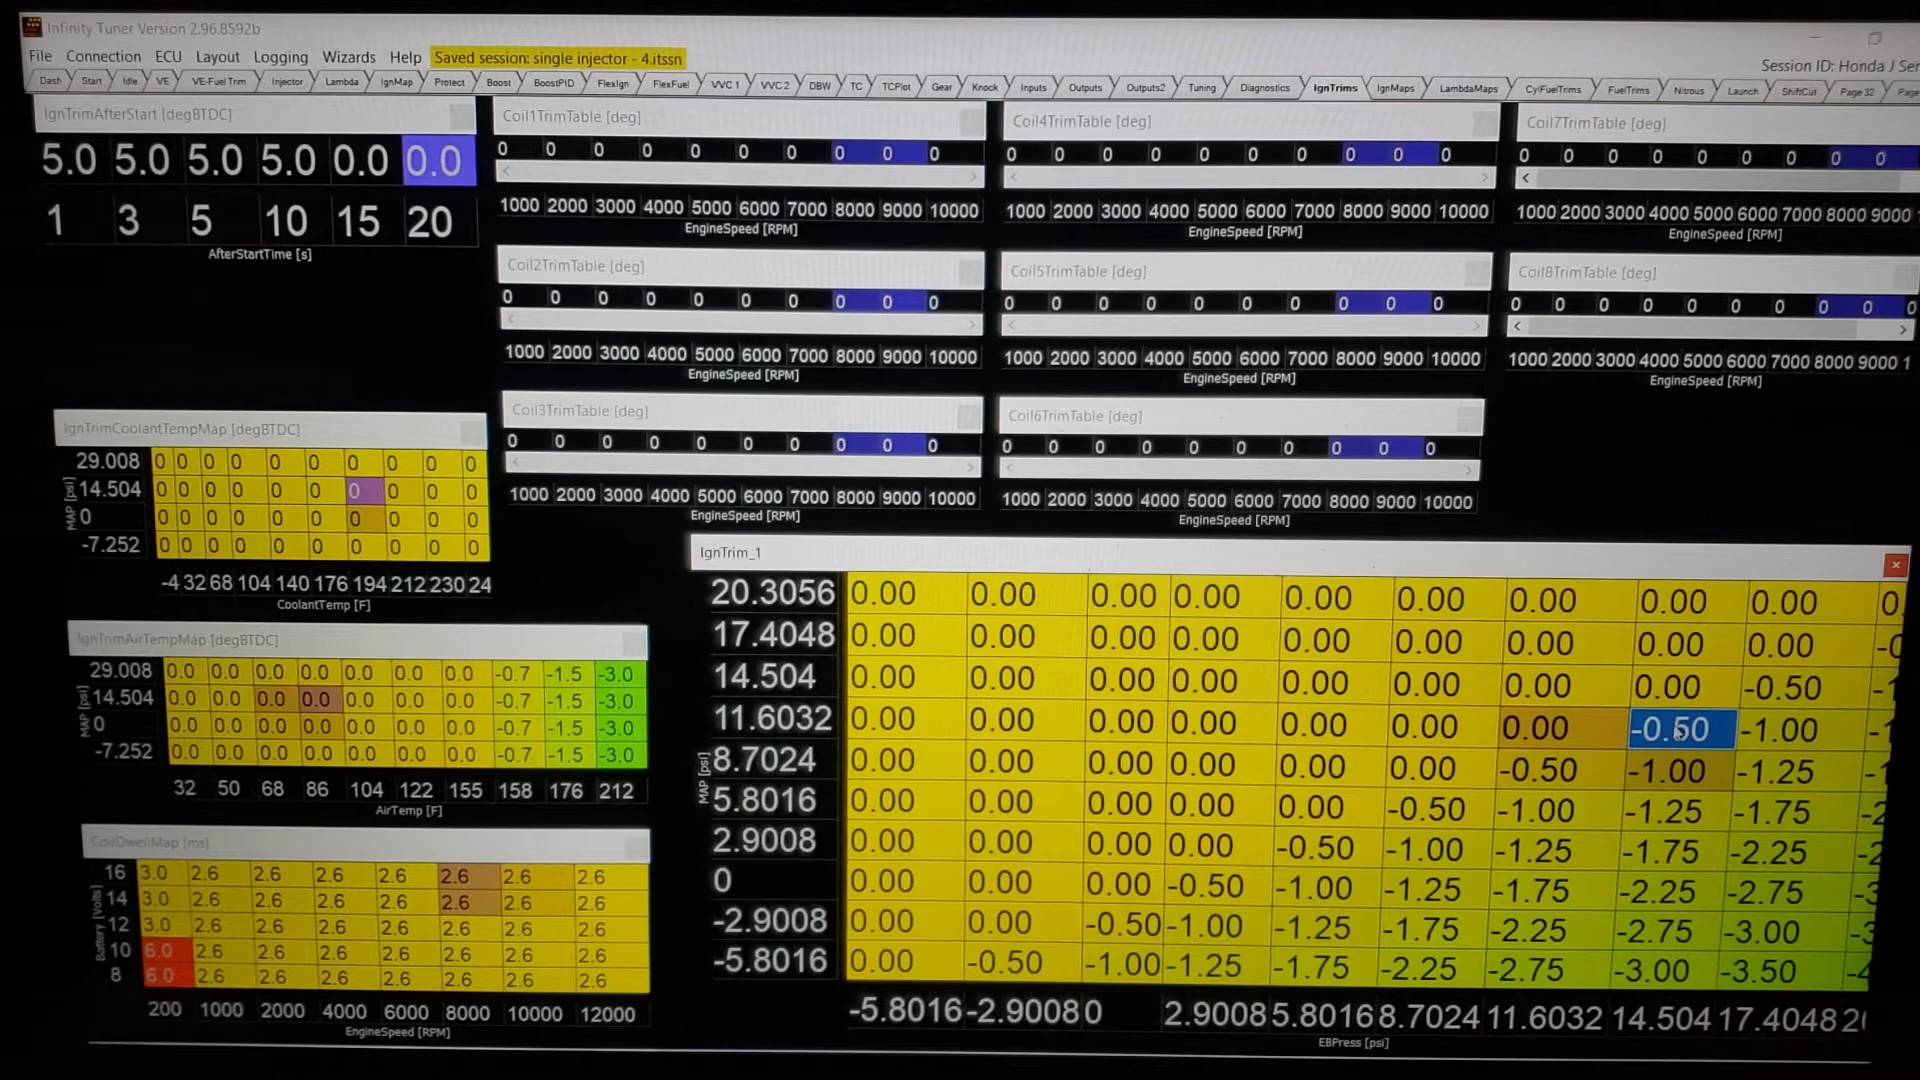 Infinity Tuner Version 2.96.8592b
File Connection ECU Layout Logging Wizards Help Saved session: single injector - 4.itssn
Session ID: Honda J Ser
Dash Start Idle VE VE-Fuel Trim Injector Lambda IgnMap Protect Boost BoostPID FlexIgn FlexFuel VVC 1 VVC 2 DBW TC TCPlot Gear Knock Inputs Outputs Outputs2 Tuning Diagnostics IgnTrims IgnMaps LambdaMaps CylFuelTrims FuelTrims Nitrous Launch ShiftCut Page 32 Page
IgnTrimAfterStart [degBTDC]
5.0 5.0 5.0 5.0 0.0 0.0
1 3 5 10 15 20
AfterStartTime [s]
Coil1TrimTable [deg]
0 0 0 0 0 0 0 0 0 0
1000 2000 3000 4000 5000 6000 7000 8000 9000 10000
EngineSpeed [RPM]
Coil4TrimTable [deg]
0 0 0 0 0 0 0 0 0 0
1000 2000 3000 4000 5000 6000 7000 8000 9000 10000
EngineSpeed [RPM]
Coil7TrimTable [deg]
0 0 0 0 0 0 0 0 0
1000 2000 3000 4000 5000 6000 7000 8000 9000 1
EngineSpeed [RPM]
Coil2TrimTable [deg]
0 0 0 0 0 0 0 0 0 0
1000 2000 3000 4000 5000 6000 7000 8000 9000 10000
EngineSpeed [RPM]
Coil5TrimTable [deg]
0 0 0 0 0 0 0 0 0 0
1000 2000 3000 4000 5000 6000 7000 8000 9000 10000
EngineSpeed [RPM]
Coil8TrimTable [deg]
0 0 0 0 0 0 0 0 0 0
1000 2000 3000 4000 5000 6000 7000 8000 9000 1
EngineSpeed [RPM]
Coil3TrimTable [deg]
0 0 0 0 0 0 0 0 0 0
1000 2000 3000 4000 5000 6000 7000 8000 9000 10000
EngineSpeed [RPM]
Coil6TrimTable [deg]
0 0 0 0 0 0 0 0 0 0
1000 2000 3000 4000 5000 6000 7000 8000 9000 10000
EngineSpeed [RPM]
IgnTrimCoolantTempMap [degBTDC]
MAP [psi]
29.008 0 0 0 0 0 0 0 0 0 0
14.504 0 0 0 0 0 0 0 0 0 0
0 0 0 0 0 0 0 0 0 0 0
-7.252 0 0 0 0 0 0 0 0 0 0
-4 32 68 104 140 176 194 212 230 24
CoolantTemp [F]
IgnTrimAirTempMap [degBTDC]
MAP [psi]
29.008 0.0 0.0 0.0 0.0 0.0 0.0 0.0 -0.7 -1.5 -3.0
14.504 0.0 0.0 0.0 0.0 0.0 0.0 0.0 -0.7 -1.5 -3.0
0 0.0 0.0 0.0 0.0 0.0 0.0 0.0 -0.7 -1.5 -3.0
-7.252 0.0 0.0 0.0 0.0 0.0 0.0 0.0 -0.7 -1.5 -3.0
32 50 68 86 104 122 155 158 176 212
AirTemp [F]
CoilDwellMap [ms]
Battery [Volts]
16 3.0 2.6 2.6 2.6 2.6 2.6 2.6 2.6
14 3.0 2.6 2.6 2.6 2.6 2.6 2.6 2.6
12 3.0 2.6 2.6 2.6 2.6 2.6 2.6 2.6
10 6.0 2.6 2.6 2.6 2.6 2.6 2.6 2.6
8 6.0 2.6 2.6 2.6 2.6 2.6 2.6 2.6
200 1000 2000 4000 6000 8000 10000 12000
EngineSpeed [RPM]
IgnTrim_1
MAP [psi]
20.3056 0.00 0.00 0.00 0.00 0.00 0.00 0.00 0.00 0.00 0.
17.4048 0.00 0.00 0.00 0.00 0.00 0.00 0.00 0.00 0.00 -0
14.504 0.00 0.00 0.00 0.00 0.00 0.00 0.00 0.00 -0.50 -1
11.6032 0.00 0.00 0.00 0.00 0.00 0.00 0.00 -0.50 -1.00 -1
8.7024 0.00 0.00 0.00 0.00 0.00 0.00 -0.50 -1.00 -1.25 -1
5.8016 0.00 0.00 0.00 0.00 0.00 -0.50 -1.00 -1.25 -1.75 -2
2.9008 0.00 0.00 0.00 0.00 -0.50 -1.00 -1.25 -1.75 -2.25 -2
0 0.00 0.00 0.00 -0.50 -1.00 -1.25 -1.75 -2.25 -2.75 -3
-2.9008 0.00 0.00 -0.50 -1.00 -1.25 -1.75 -2.25 -2.75 -3.00 -3
-5.8016 0.00 -0.50 -1.00 -1.25 -1.75 -2.25 -2.75 -3.00 -3.50 -4
-5.8016 -2.9008 0 2.9008 5.8016 8.7024 11.6032 14.504 17.4048 20
EBPress [psi]